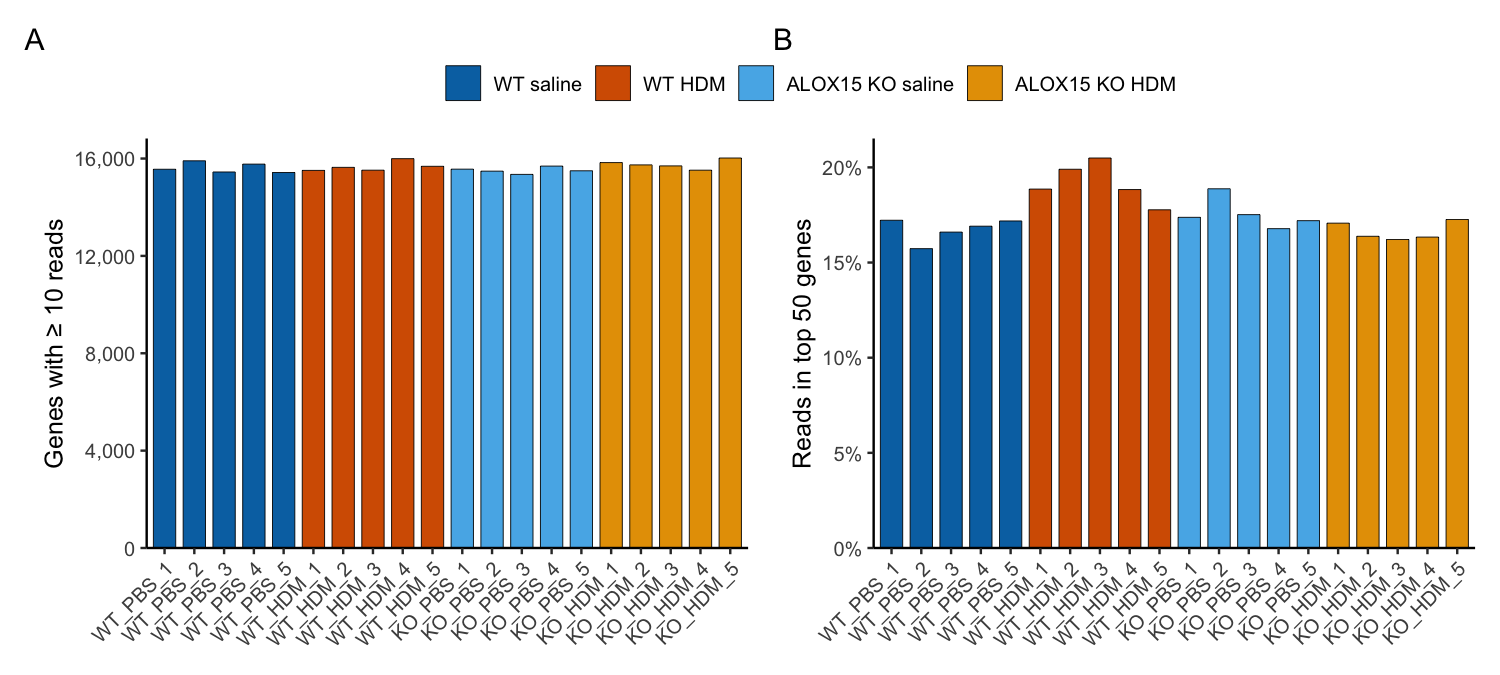 A
B
WT saline WT HDM ALOX15 KO saline ALOX15 KO HDM
Genes with ≥ 10 reads
16,000
12,000
8,000
4,000
0
WT_PBS_1
WT_PBS_2
WT_PBS_3
WT_PBS_4
WT_PBS_5
WT_HDM_1
WT_HDM_2
WT_HDM_3
WT_HDM_4
WT_HDM_5
KO_PBS_1
KO_PBS_2
KO_PBS_3
KO_PBS_4
KO_PBS_5
KO_HDM_1
KO_HDM_2
KO_HDM_3
KO_HDM_4
KO_HDM_5
Reads in top 50 genes
20%
15%
10%
5%
0%
WT_PBS_1
WT_PBS_2
WT_PBS_3
WT_PBS_4
WT_PBS_5
WT_HDM_1
WT_HDM_2
WT_HDM_3
WT_HDM_4
WT_HDM_5
KO_PBS_1
KO_PBS_2
KO_PBS_3
KO_PBS_4
KO_PBS_5
KO_HDM_1
KO_HDM_2
KO_HDM_3
KO_HDM_4
KO_HDM_5